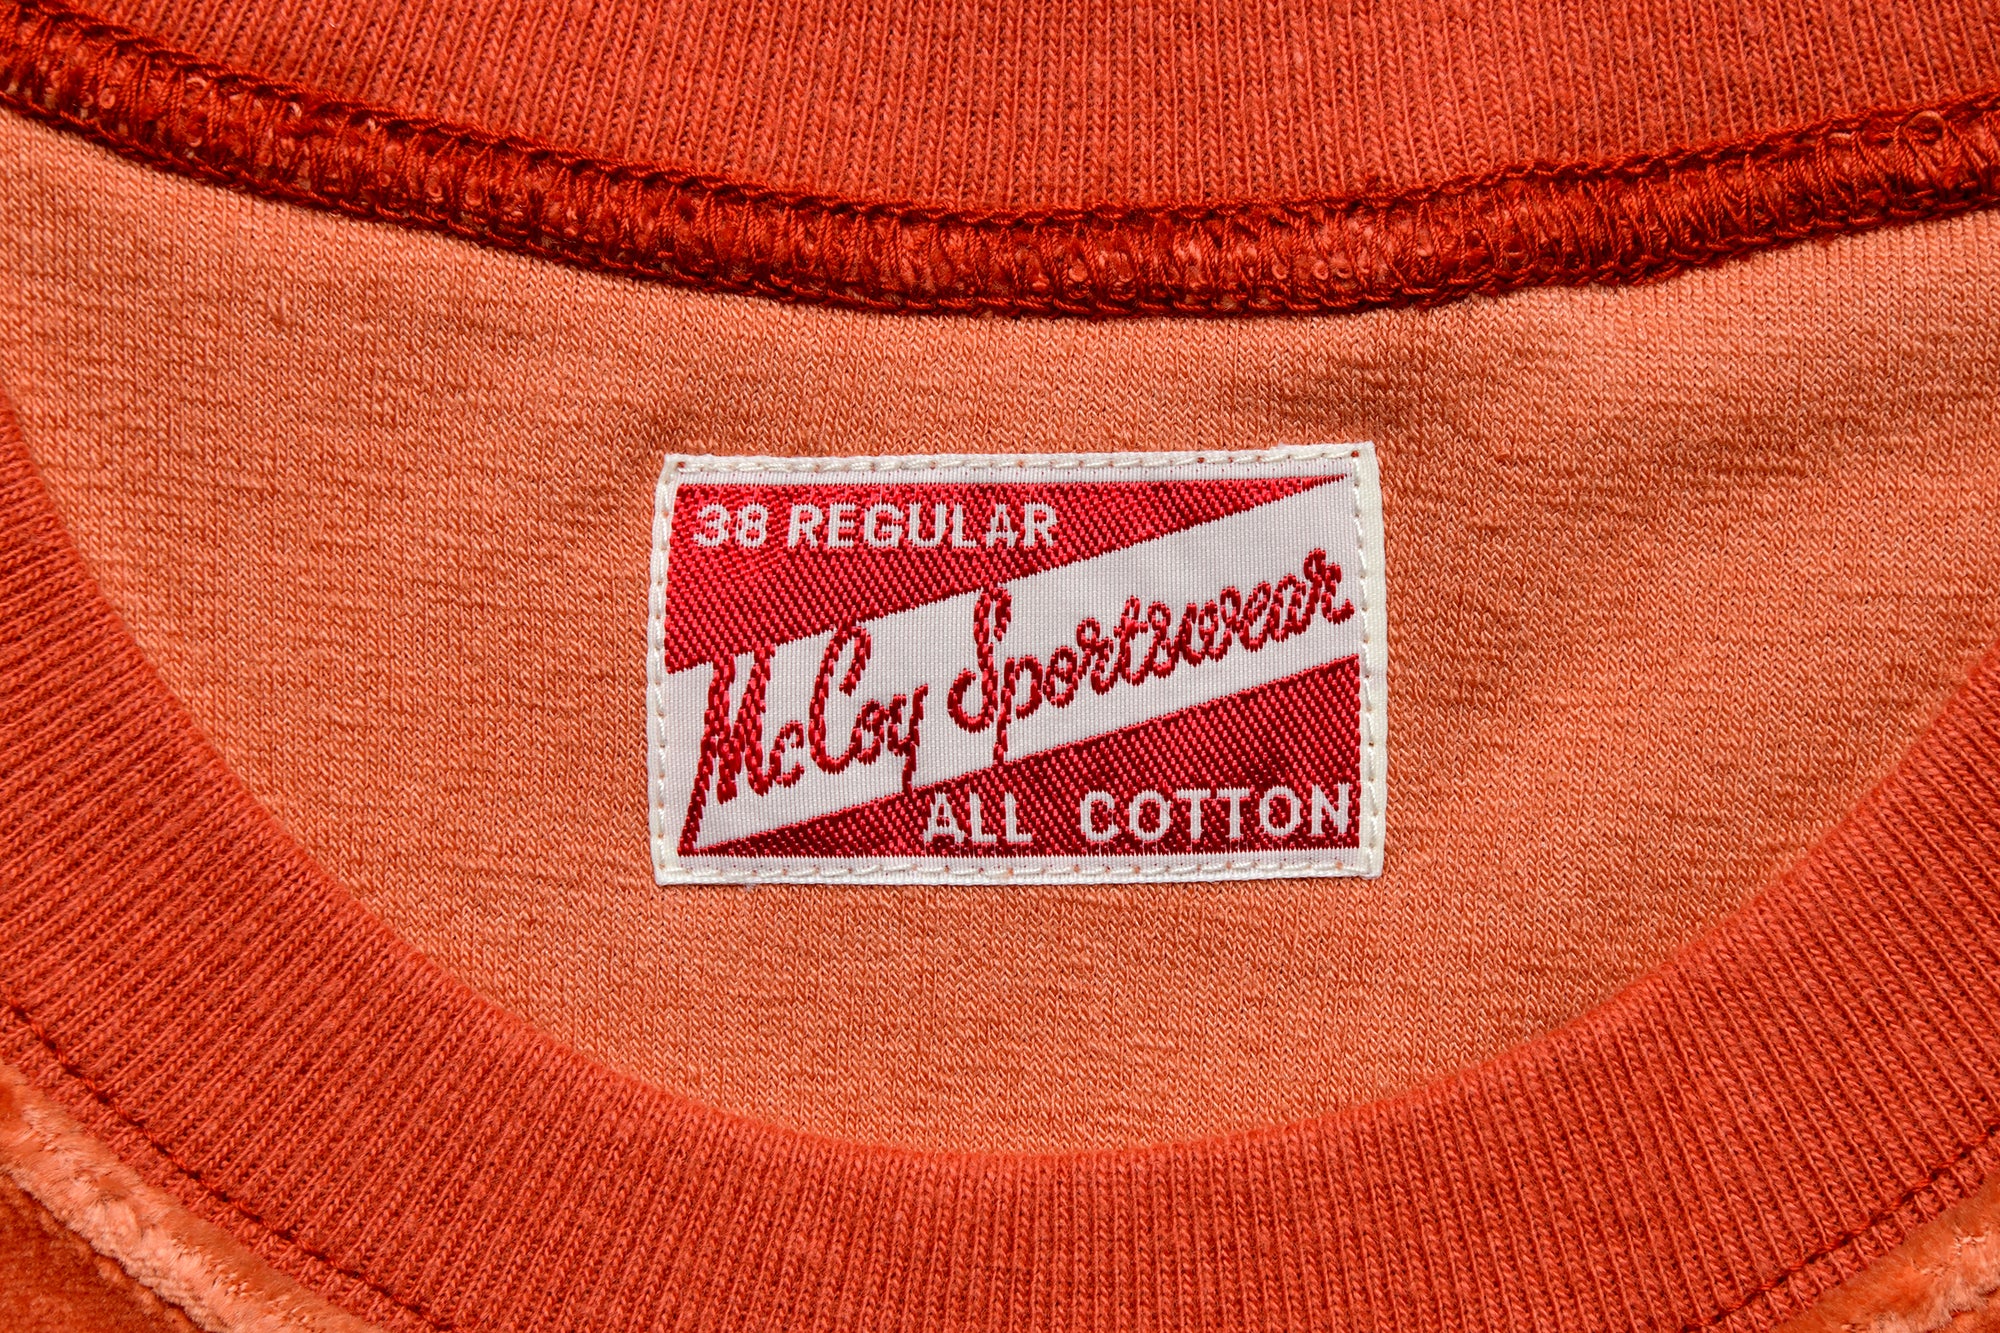 38 REGULAR
McCoy Sportswear
ALL COTTON